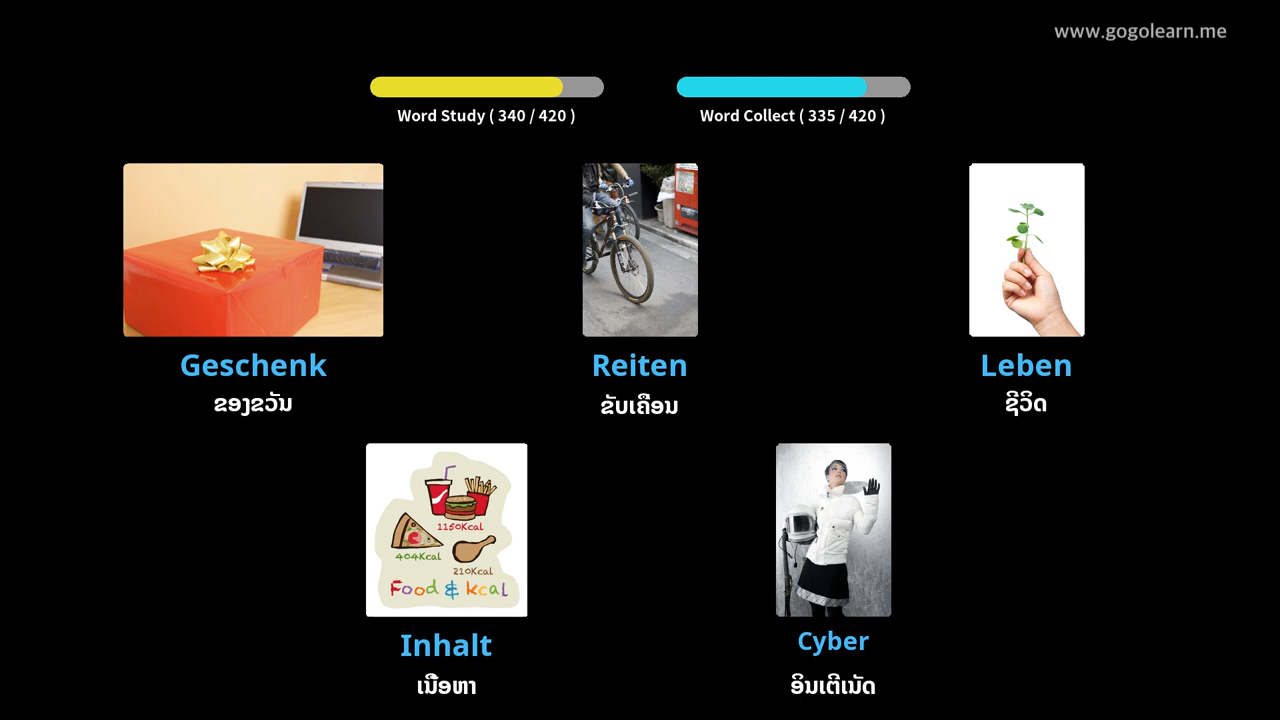 www.gogolearn.me
Word Study ( 340 / 420 )
Word Collect ( 335 / 420 )
Geschenk
ຂອງຂວັນ
Reiten
ຂັບເຄື່ອນ
Leben
ຊີວິດ
1150Kcal
404Kcal
210Kcal
Food & kcal
Inhalt
ເນື້ອຫາ
Cyber
ອິນເຕີເນັດ